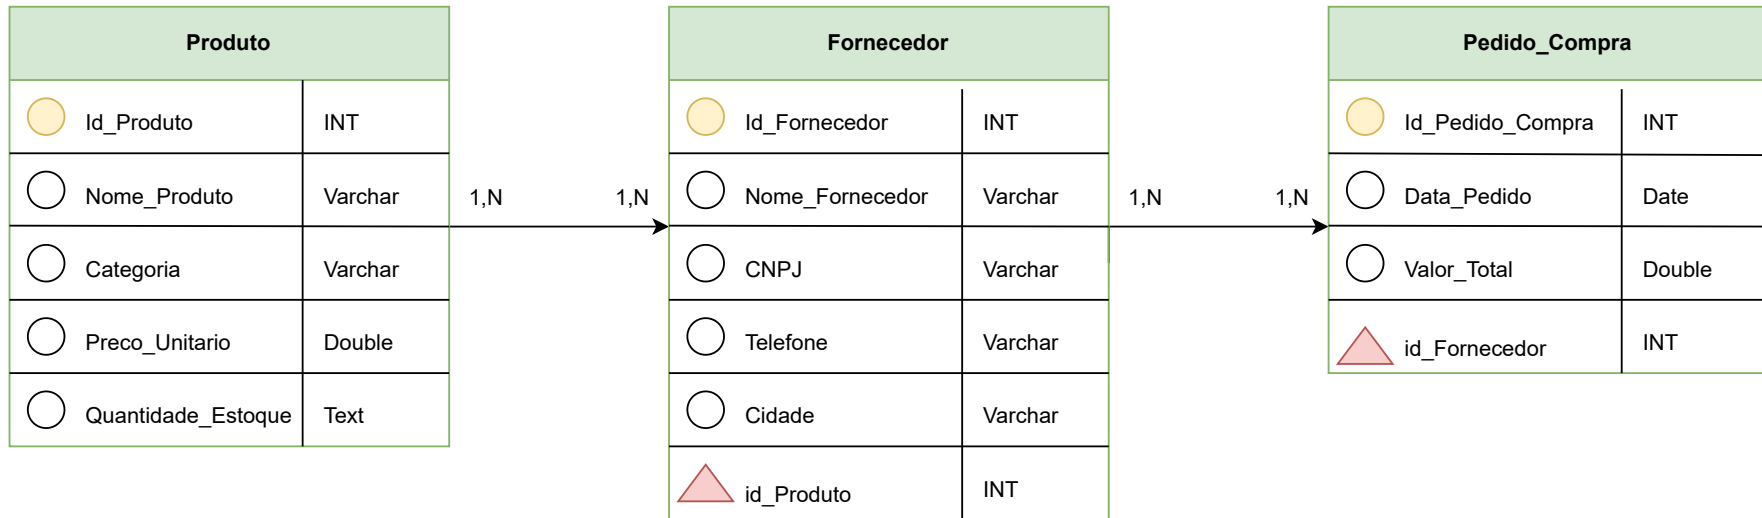 Produto
Id_Produto INT
Nome_Produto Varchar
Categoria Varchar
Preco_Unitario Double
Quantidade_Estoque Text
1,N 1,N
Fornecedor
Id_Fornecedor INT
Nome_Fornecedor Varchar
CNPJ Varchar
Telefone Varchar
Cidade Varchar
id_Produto INT
1,N 1,N
Pedido_Compra
Id_Pedido_Compra INT
Data_Pedido Date
Valor_Total Double
id_Fornecedor INT